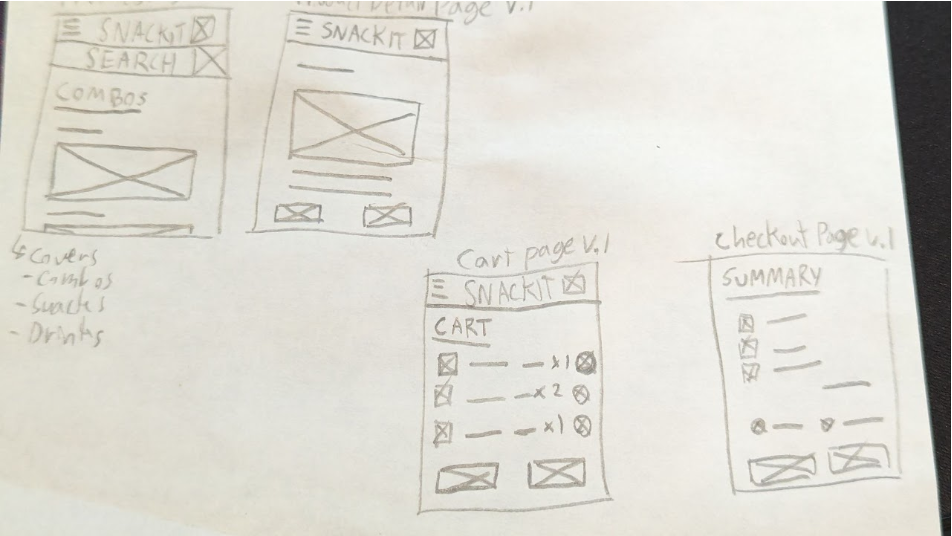 Page v.1
≡ SNACKIT
SEARCH
COMBOS
≡ SNACKIT
↳ Covers
- Combos
- Snacks
- Drinks
Cart page v.1
≡ SNACKIT
CART
x1
x2
x1
Checkout Page v.1
SUMMARY